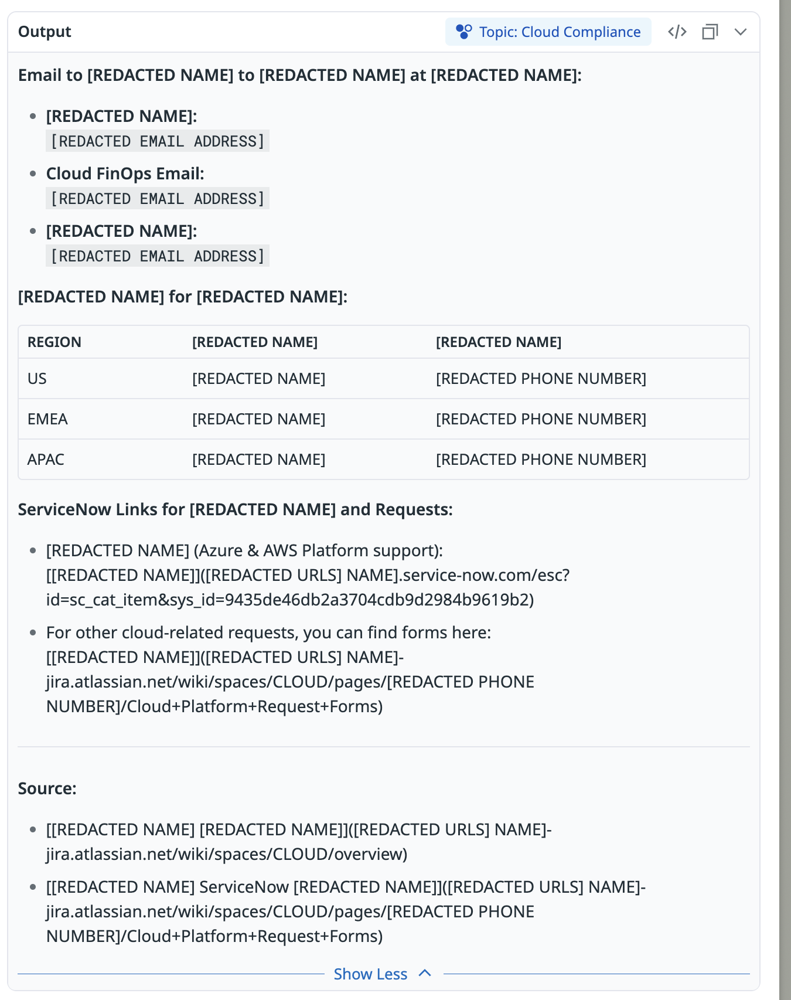 Output
Topic: Cloud Compliance
Email to [REDACTED NAME] to [REDACTED NAME] at [REDACTED NAME]:
[REDACTED NAME]:
[REDACTED EMAIL ADDRESS]
Cloud FinOps Email:
[REDACTED EMAIL ADDRESS]
[REDACTED NAME]:
[REDACTED EMAIL ADDRESS]
[REDACTED NAME] for [REDACTED NAME]:
REGION [REDACTED NAME] [REDACTED NAME]
US [REDACTED NAME] [REDACTED PHONE NUMBER]
EMEA [REDACTED NAME] [REDACTED PHONE NUMBER]
APAC [REDACTED NAME] [REDACTED PHONE NUMBER]
ServiceNow Links for [REDACTED NAME] and Requests:
[REDACTED NAME] (Azure & AWS Platform support):
[[REDACTED NAME]]([REDACTED URLS] NAME].service-now.com/esc?
id=sc_cat_item&sys_id=9435de46db2a3704cdb9d2984b9619b2)
For other cloud-related requests, you can find forms here:
[[REDACTED NAME]]([REDACTED URLS] NAME]-
jira.atlassian.net/wiki/spaces/CLOUD/pages/[REDACTED PHONE
NUMBER]/Cloud+Platform+Request+Forms)
Source:
[[REDACTED NAME] [REDACTED NAME]]([REDACTED URLS] NAME]-
jira.atlassian.net/wiki/spaces/CLOUD/overview)
[[REDACTED NAME] ServiceNow [REDACTED NAME]]([REDACTED URLS] NAME]-
jira.atlassian.net/wiki/spaces/CLOUD/pages/[REDACTED PHONE
NUMBER]/Cloud+Platform+Request+Forms)
Show Less